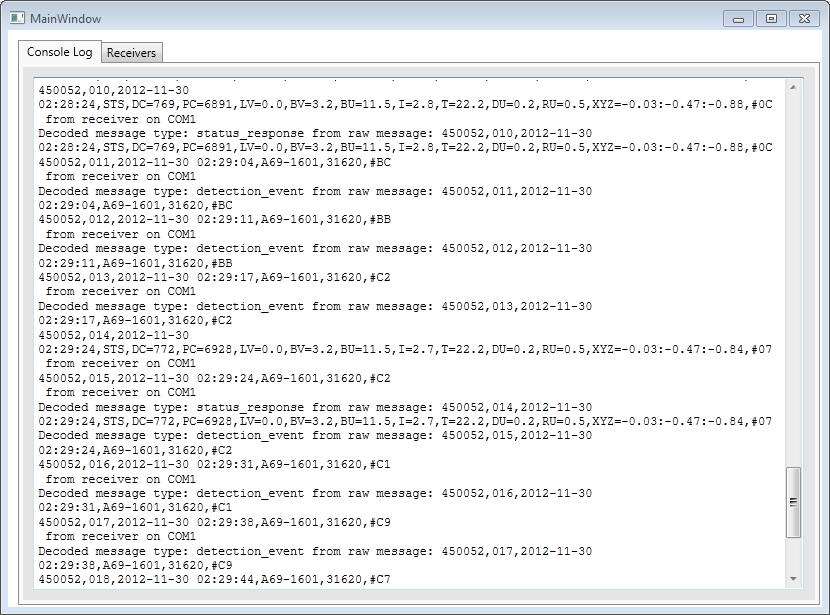 MainWindow
Console Log
Receivers
450052,010,2012-11-30
02:28:24,STS,DC=769,PC=6891,LV=0.0,BV=3.2,BU=11.5,I=2.8,T=22.2,DU=0.2,RU=0.5,XYZ=-0.03:-0.47:-0.88,#0C
from receiver on COM1
Decoded message type: status_response from raw message: 450052,010,2012-11-30
02:28:24,STS,DC=769,PC=6891,LV=0.0,BV=3.2,BU=11.5,I=2.8,T=22.2,DU=0.2,RU=0.5,XYZ=-0.03:-0.47:-0.88,#0C
450052,011,2012-11-30 02:29:04,A69-1601,31620,#BC
from receiver on COM1
Decoded message type: detection_event from raw message: 450052,011,2012-11-30
02:29:04,A69-1601,31620,#BC
450052,012,2012-11-30 02:29:11,A69-1601,31620,#BB
from receiver on COM1
Decoded message type: detection_event from raw message: 450052,012,2012-11-30
02:29:11,A69-1601,31620,#BB
450052,013,2012-11-30 02:29:17,A69-1601,31620,#C2
from receiver on COM1
Decoded message type: detection_event from raw message: 450052,013,2012-11-30
02:29:17,A69-1601,31620,#C2
450052,014,2012-11-30
02:29:24,STS,DC=772,PC=6928,LV=0.0,BV=3.2,BU=11.5,I=2.7,T=22.2,DU=0.2,RU=0.5,XYZ=-0.03:-0.47:-0.84,#07
from receiver on COM1
450052,015,2012-11-30 02:29:24,A69-1601,31620,#C2
from receiver on COM1
Decoded message type: status_response from raw message: 450052,014,2012-11-30
02:29:24,STS,DC=772,PC=6928,LV=0.0,BV=3.2,BU=11.5,I=2.7,T=22.2,DU=0.2,RU=0.5,XYZ=-0.03:-0.47:-0.84,#07
Decoded message type: detection_event from raw message: 450052,015,2012-11-30
02:29:24,A69-1601,31620,#C2
450052,016,2012-11-30 02:29:31,A69-1601,31620,#C1
from receiver on COM1
Decoded message type: detection_event from raw message: 450052,016,2012-11-30
02:29:31,A69-1601,31620,#C1
450052,017,2012-11-30 02:29:38,A69-1601,31620,#C9
from receiver on COM1
Decoded message type: detection_event from raw message: 450052,017,2012-11-30
02:29:38,A69-1601,31620,#C9
450052,018,2012-11-30 02:29:44,A69-1601,31620,#C7